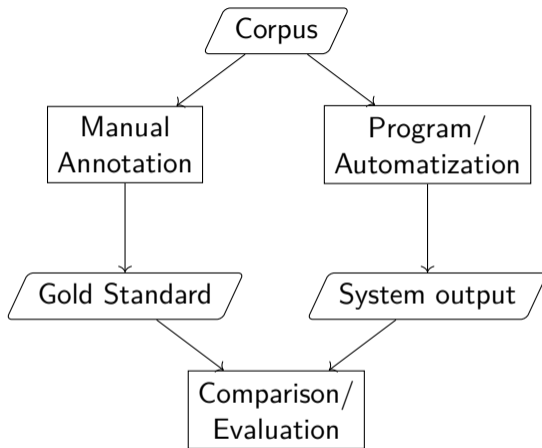 Corpus
Manual
Annotation
Program/
Automatization
Gold Standard
System output
Comparison/
Evaluation